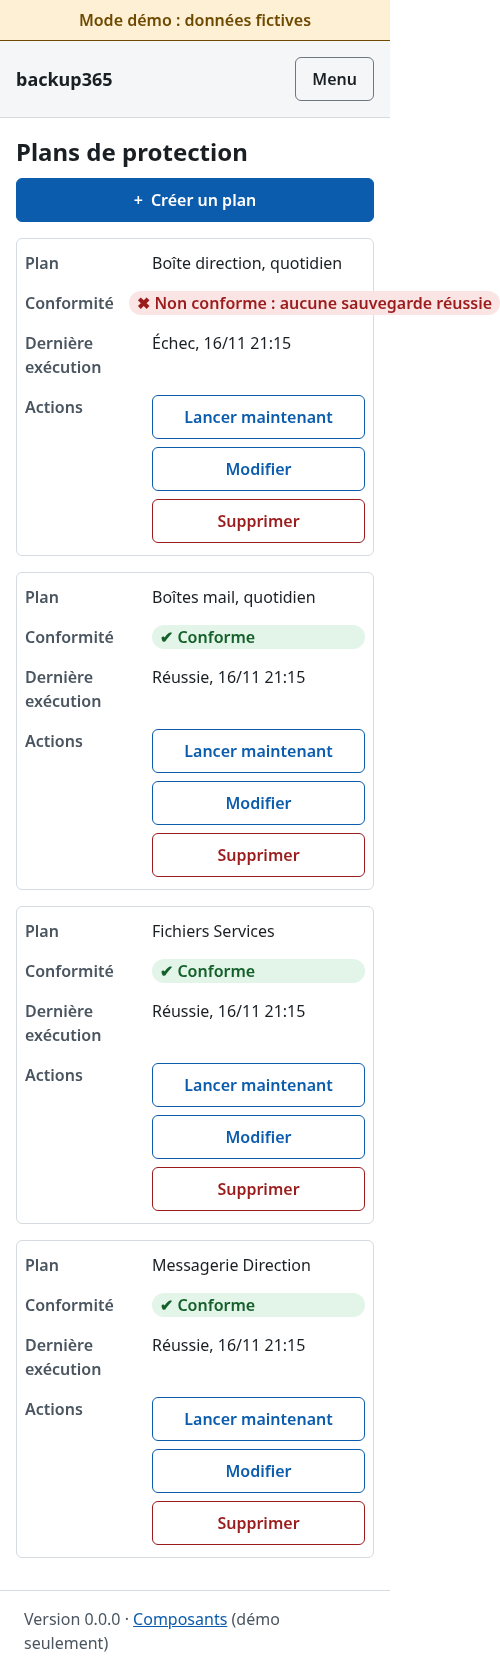 Mode démo : données fictives
backup365
Menu
Plans de protection
+ Créer un plan
Plan Boîte direction, quotidien
Conformité ✖ Non conforme : aucune sauvegarde réussie
Dernière exécution Échec, 16/11 21:15
Actions Lancer maintenant
Modifier
Supprimer
Plan Boîtes mail, quotidien
Conformité ✔ Conforme
Dernière exécution Réussie, 16/11 21:15
Actions Lancer maintenant
Modifier
Supprimer
Plan Fichiers Services
Conformité ✔ Conforme
Dernière exécution Réussie, 16/11 21:15
Actions Lancer maintenant
Modifier
Supprimer
Plan Messagerie Direction
Conformité ✔ Conforme
Dernière exécution Réussie, 16/11 21:15
Actions Lancer maintenant
Modifier
Supprimer
Version 0.0.0 · Composants (démo
seulement)